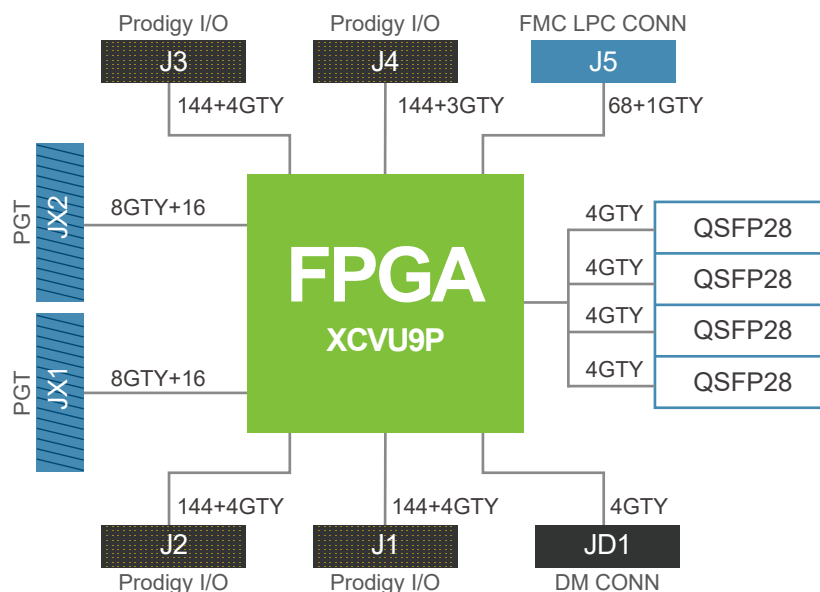 Prodigy I/O
Prodigy I/O
FMC LPC CONN
J3
J4
J5
144+4GTY
144+3GTY
68+1GTY
PGT
JX2
8GTY+16
4GTY
QSFP28
4GTY
QSFP28
FPGA
XCVU9P
4GTY
QSFP28
4GTY
QSFP28
PGT
JX1
8GTY+16
144+4GTY
144+4GTY
4GTY
J2
J1
JD1
Prodigy I/O
Prodigy I/O
DM CONN